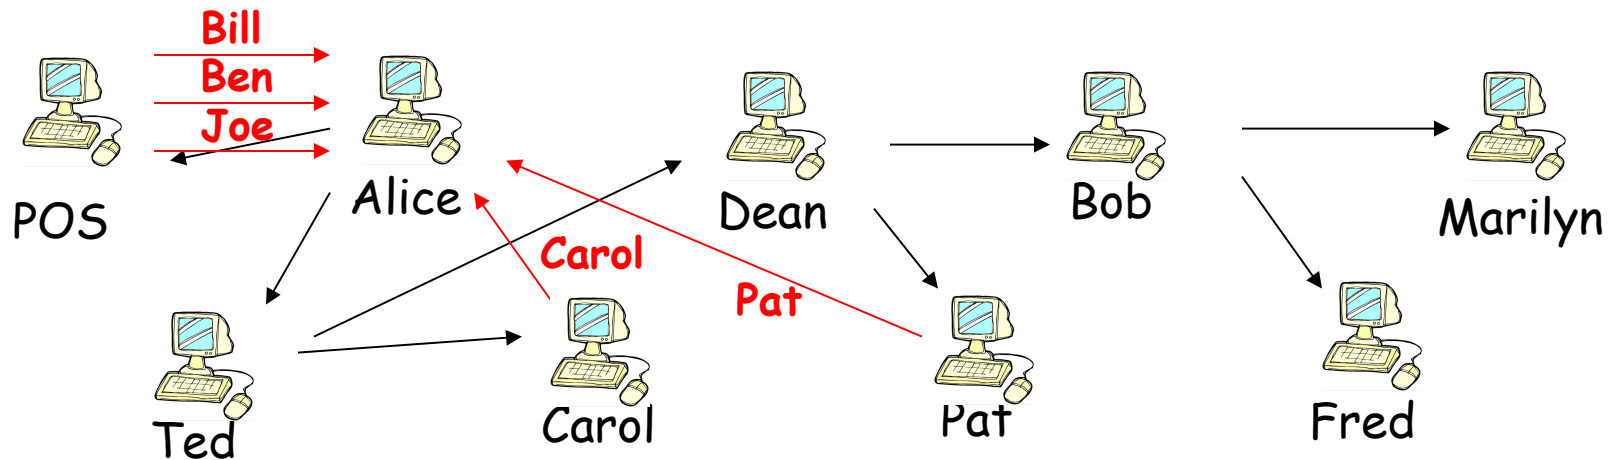 Bill
Ben
Joe
POS
Alice
Dean
Bob
Marilyn
Carol
Pat
Ted
Carol
Pat
Fred